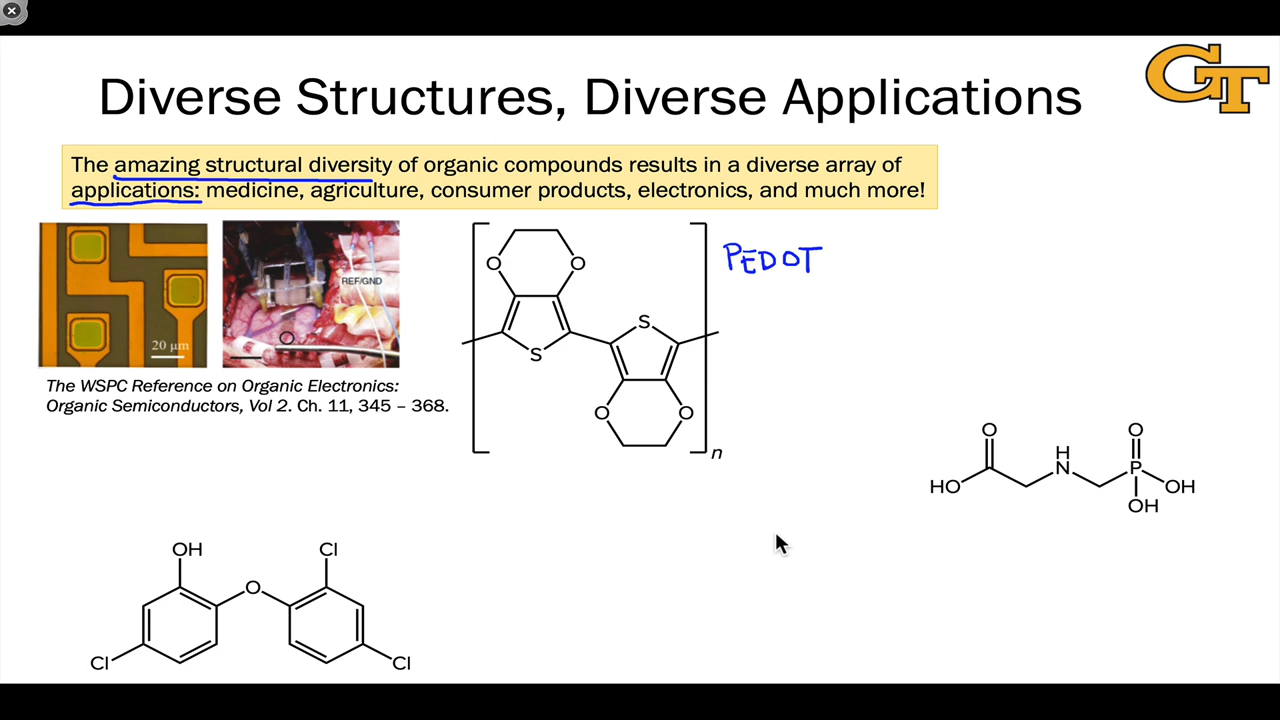 Diverse Structures, Diverse Applications
GT
The amazing structural diversity of organic compounds results in a diverse array of
applications: medicine, agriculture, consumer products, electronics, and much more!
20 µm
REF/GND
The WSPC Reference on Organic Electronics:
Organic Semiconductors, Vol 2. Ch. 11, 345 – 368.
O
O
S
S
O
O
n
PEDOT
O
HO
H
N
O
P
OH
OH
OH
Cl
O
Cl
Cl